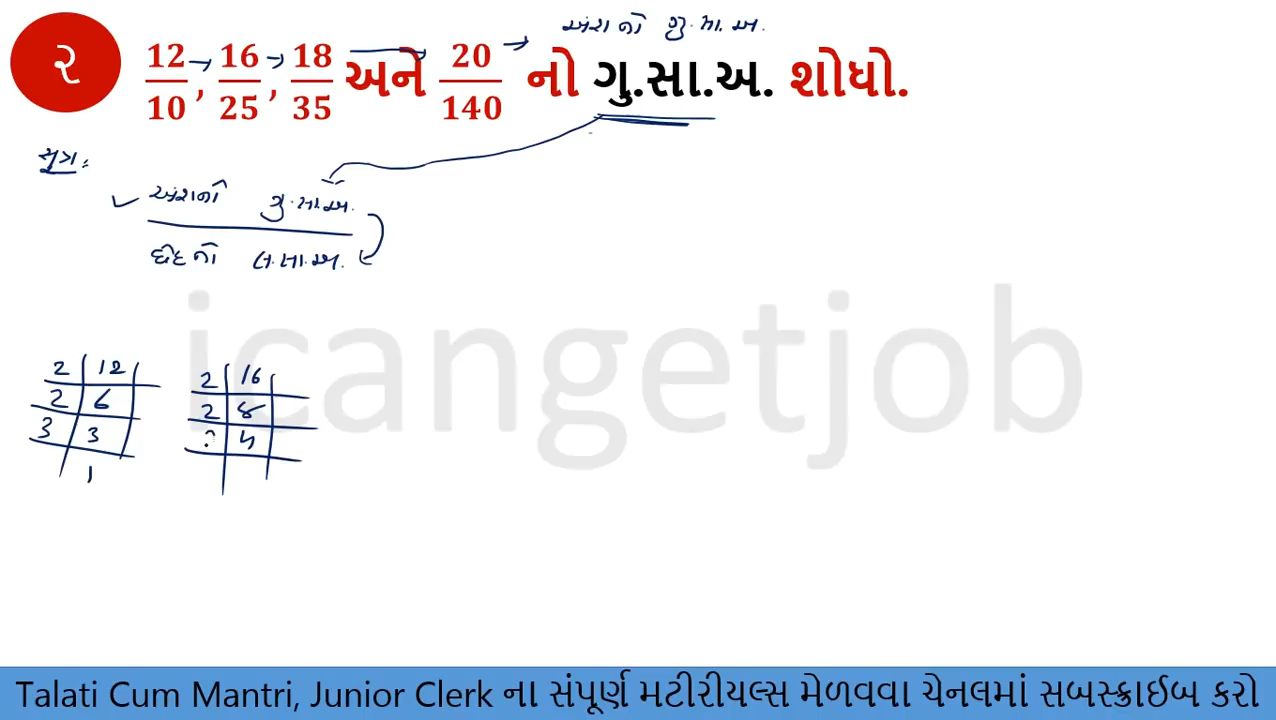 અંશનો ગુ.સા.અ.
૨ 12/10 , 16/25 , 18/35 અને 20/140 નો ગુ.સા.અ. શોધો.
સૂત્ર:
અંશનો ગુ.સા.અ.
છેદનો લ.સા.અ.
icangetjob
2 | 12
2 | 6
3 | 3
1
2 | 16
2 | 8
2 | 4
Talati Cum Mantri, Junior Clerk ના સંપૂર્ણ મટીરીયલ્સ મેળવવા ચેનલમાં સબસ્ક્રાઈબ કરો